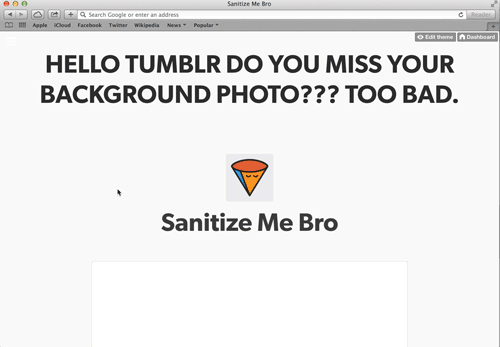 Sanitize Me Bro
Search Google or enter an address
Reader
Apple iCloud Facebook Twitter Wikipedia News Popular
Edit theme Dashboard
HELLO TUMBLR DO YOU MISS YOUR
BACKGROUND PHOTO??? TOO BAD.
Sanitize Me Bro